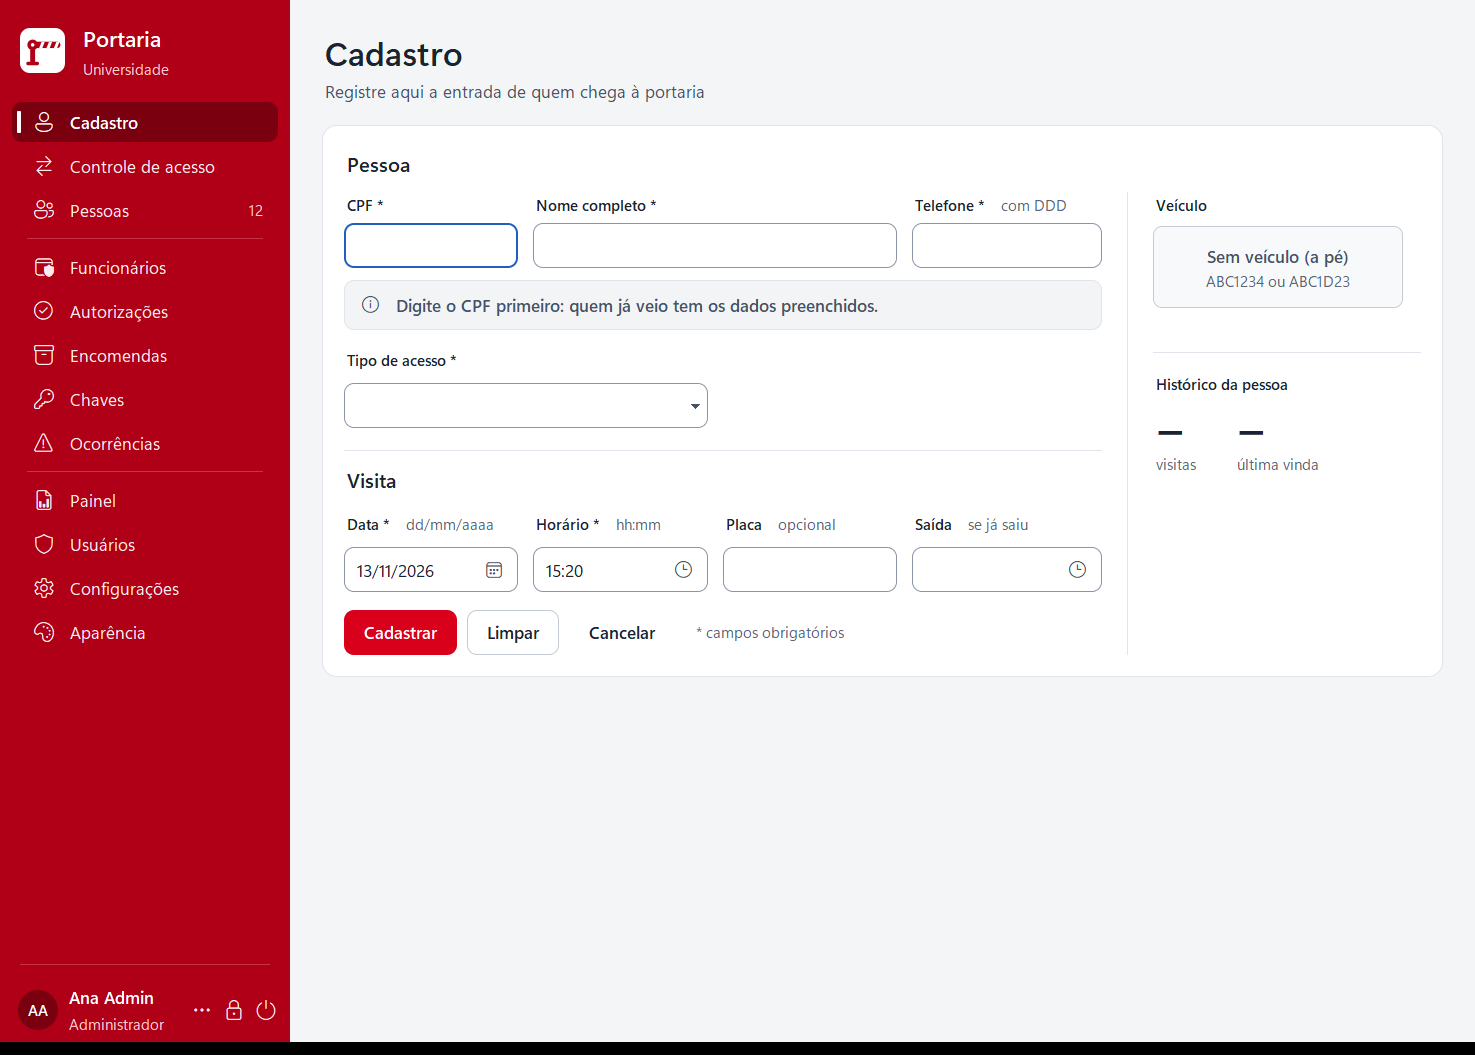 Portaria
Universidade
Cadastro
Controle de acesso
Pessoas 12
Funcionários
Autorizações
Encomendas
Chaves
Ocorrências
Painel
Usuários
Configurações
Aparência
AA
Ana Admin
Administrador
Cadastro
Registre aqui a entrada de quem chega à portaria
Pessoa
CPF * Nome completo * Telefone * com DDD
Digite o CPF primeiro: quem já veio tem os dados preenchidos.
Tipo de acesso *
Visita
Data * dd/mm/aaaa Horário * hh:mm Placa opcional Saída se já saiu
13/11/2026 15:20
Cadastrar Limpar Cancelar * campos obrigatórios
Veículo
Sem veículo (a pé)
ABC1234 ou ABC1D23
Histórico da pessoa
— —
visitas última vinda